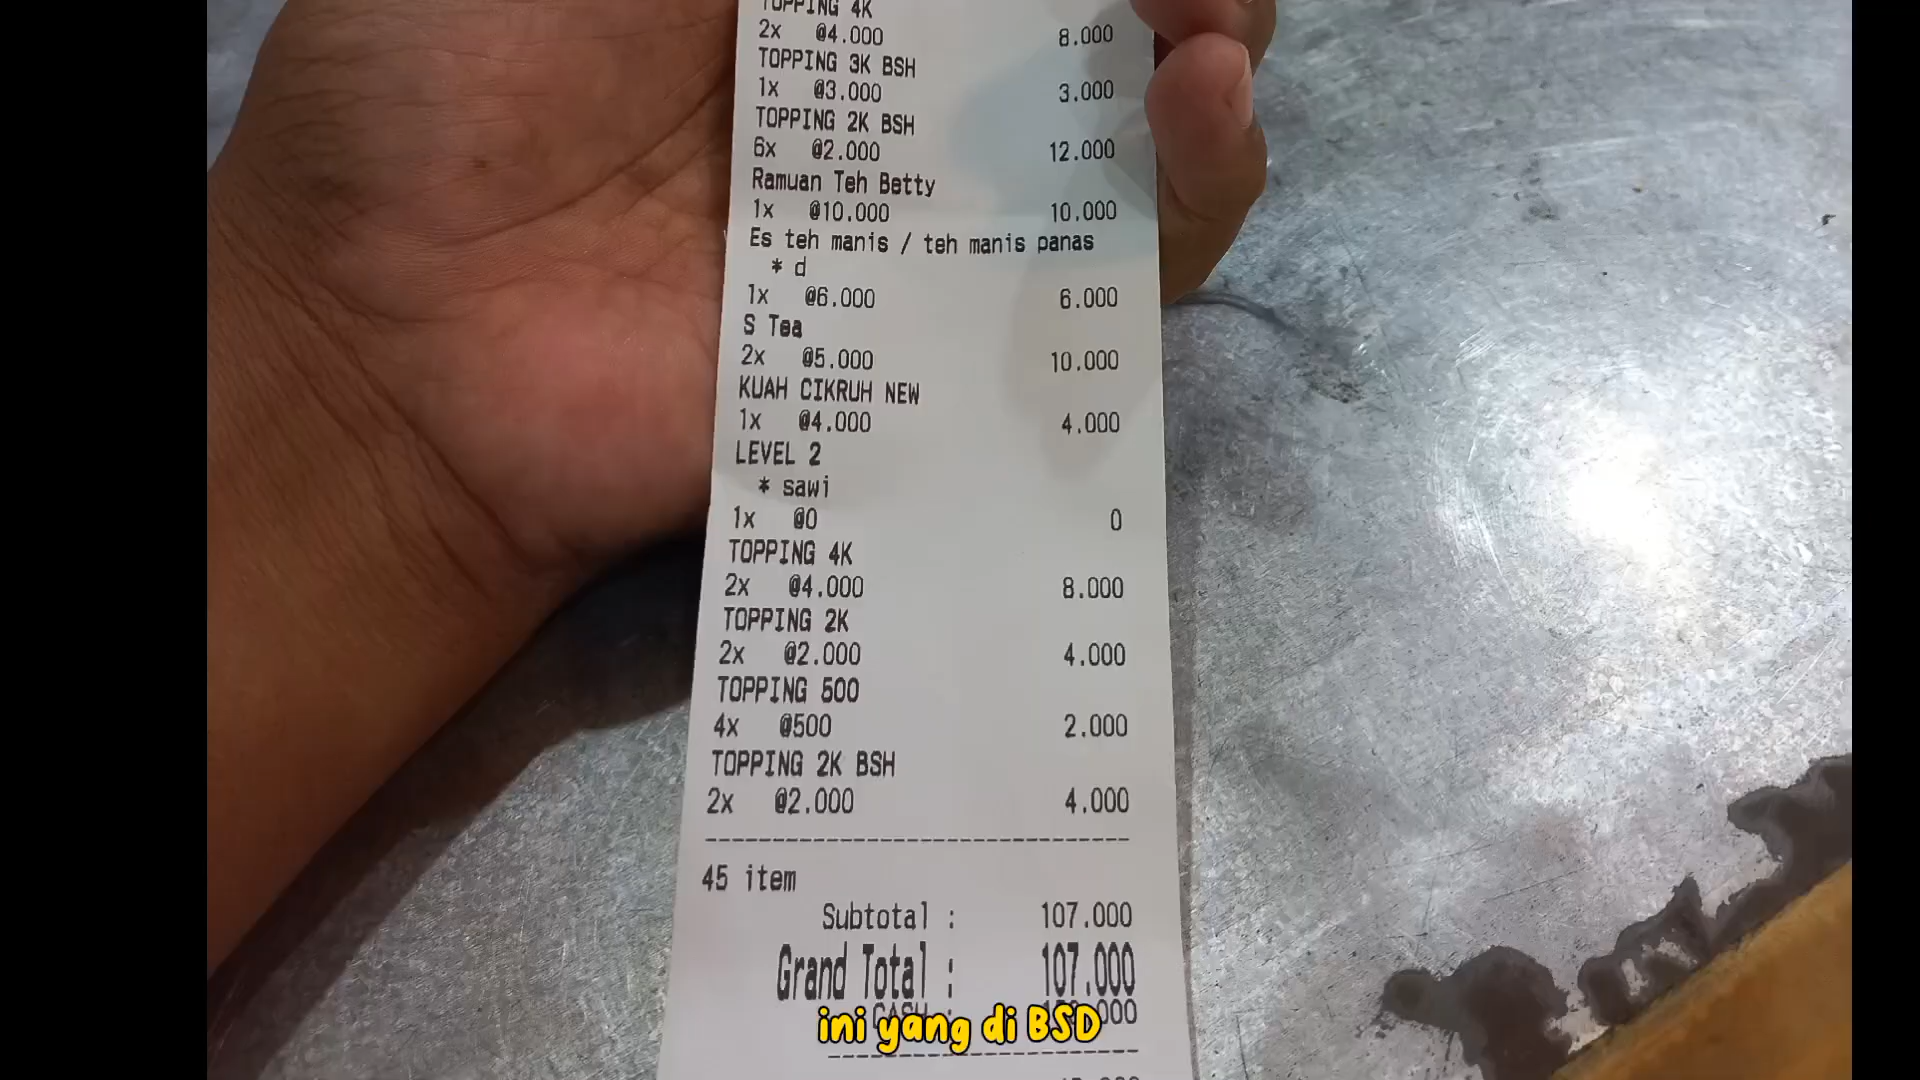 TOPPING 4K
2x @4.000 8.000
TOPPING 3K BSH
1x @3.000 3.000
TOPPING 2K BSH
6x @2.000 12.000
Ramuan Teh Betty
1x @10.000 10.000
Es teh manis / teh manis panas
* d
1x @6.000 6.000
S Tea
2x @5.000 10.000
KUAH CIKRUH NEW
1x @4.000 4.000
LEVEL 2
* sawi
1x @0 0
TOPPING 4K
2x @4.000 8.000
TOPPING 2K
2x @2.000 4.000
TOPPING 500
4x @500 2.000
TOPPING 2K BSH
2x @2.000 4.000
45 item
Subtotal : 107.000
Grand Total : 107.000
ini yang di BSD